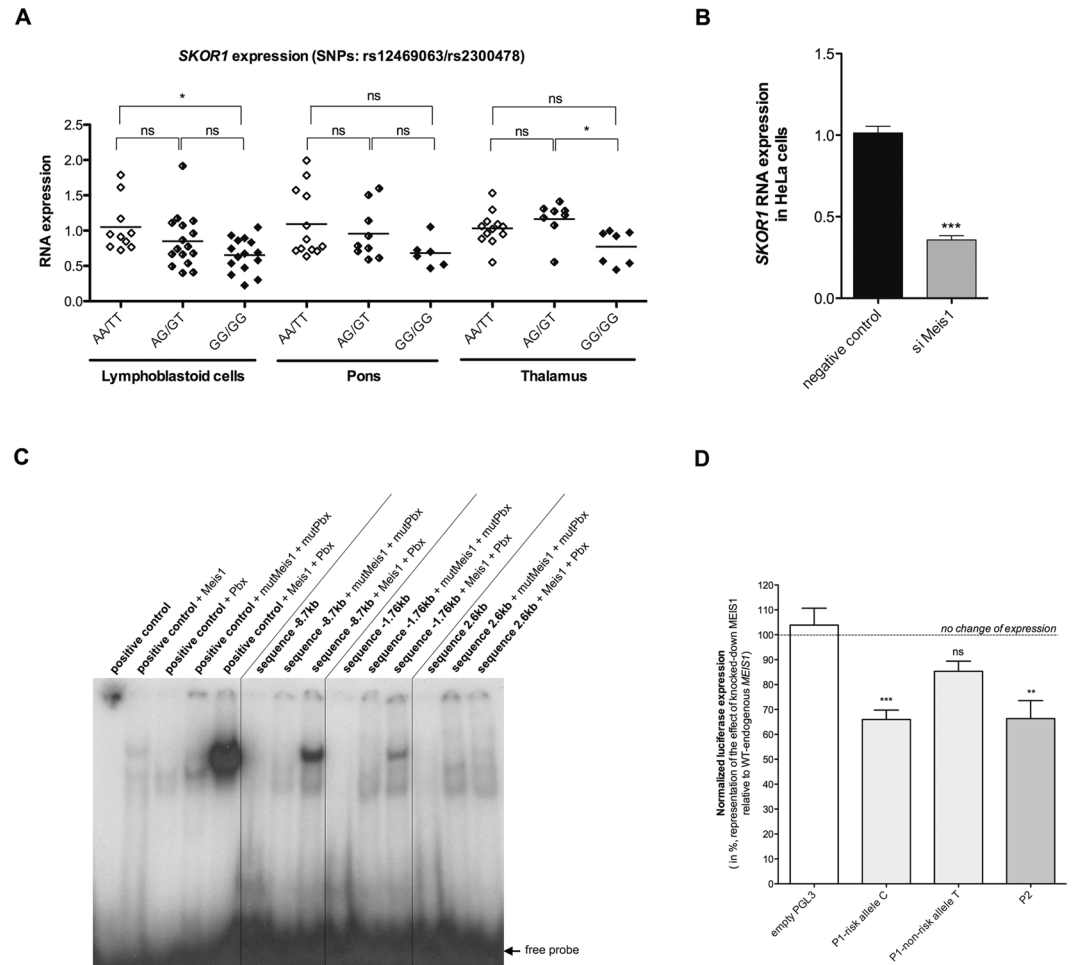 A
SKOR1 expression (SNPs: rs12469063/rs2300478)
* ns ns
ns ns ns ns ns *
RNA expression
2.5
2.0
1.5
1.0
0.5
0.0
AA/TT AG/GT GG/GG AA/TT AG/GT GG/GG AA/TT AG/GT GG/GG
Lymphoblastoid cells Pons Thalamus
B
SKOR1 RNA expression
in HeLa cells
1.5
1.0
0.5
0.0
***
negative control
si Meis1
C
positive control
positive control + Meis1
positive control + Pbx
positive control + mutMeis1 + mutPbx
positive control + Meis1 + Pbx
sequence -8.7kb
sequence -8.7kb + mutMeis1 + mutPbx
sequence -8.7kb + Meis1 + Pbx
sequence -1.76kb
sequence -1.76kb + mutMeis1 + mutPbx
sequence -1.76kb + Meis1 + Pbx
sequence 2.6kb
sequence 2.6kb + mutMeis1 + mutPbx
sequence 2.6kb + Meis1 + Pbx
free probe
D
Normalized luciferase expression
( in %, representation of the effect of knocked-down MEIS1
relative to WT-endogenous MEIS1)
120
110
100
90
80
70
60
50
40
30
20
10
0
no change of expression
***
ns
**
empty PGL3
P1-risk allele C
P1-non-risk allele T
P2